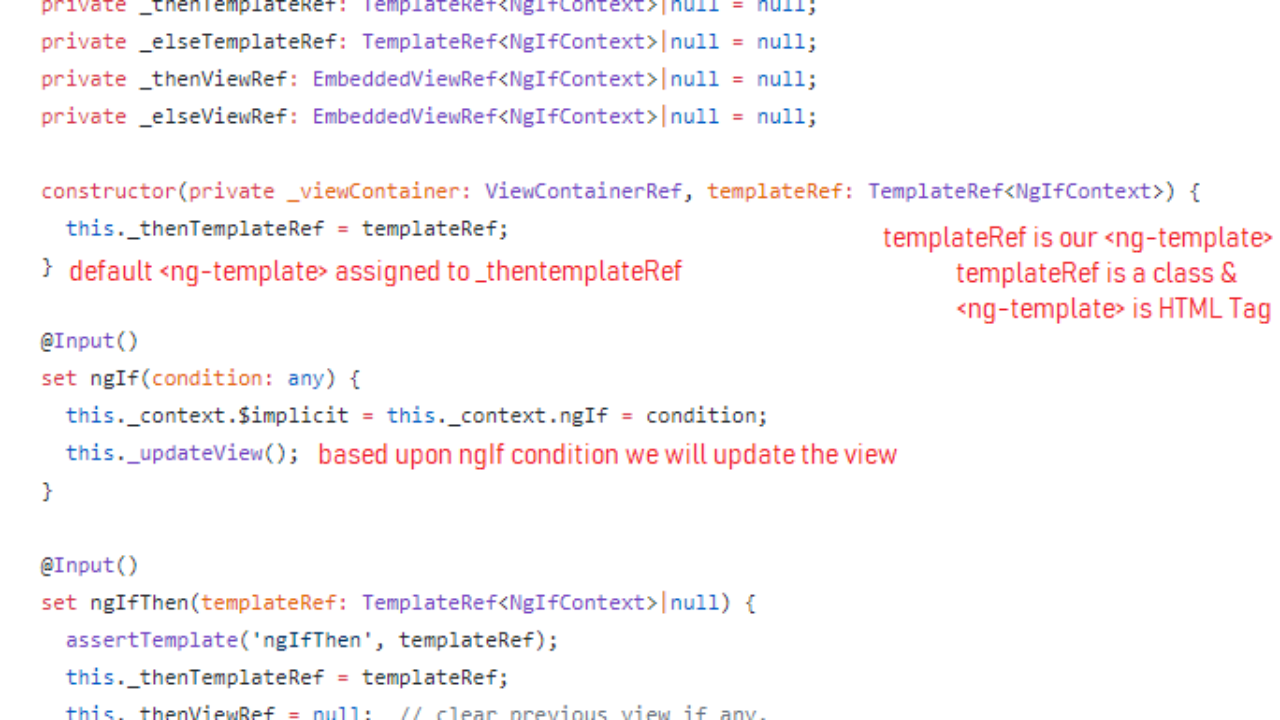 private _thenTemplateRef: TemplateRef<NgIfContext>|null = null;
private _elseTemplateRef: TemplateRef<NgIfContext>|null = null;
private _thenViewRef: EmbeddedViewRef<NgIfContext>|null = null;
private _elseViewRef: EmbeddedViewRef<NgIfContext>|null = null;
constructor(private _viewContainer: ViewContainerRef, templateRef: TemplateRef<NgIfContext>) {
this._thenTemplateRef = templateRef;
templateRef is our <ng-template>
} default <ng-template> assigned to _thentemplateRef
templateRef is a class &
<ng-template> is HTML Tag
@Input()
set ngIf(condition: any) {
this._context.$implicit = this._context.ngIf = condition;
this._updateView(); based upon ngIf condition we will update the view
}
@Input()
set ngIfThen(templateRef: TemplateRef<NgIfContext>|null) {
assertTemplate('ngIfThen', templateRef);
this._thenTemplateRef = templateRef;
this._thenViewRef = null; // clear previous view if any.